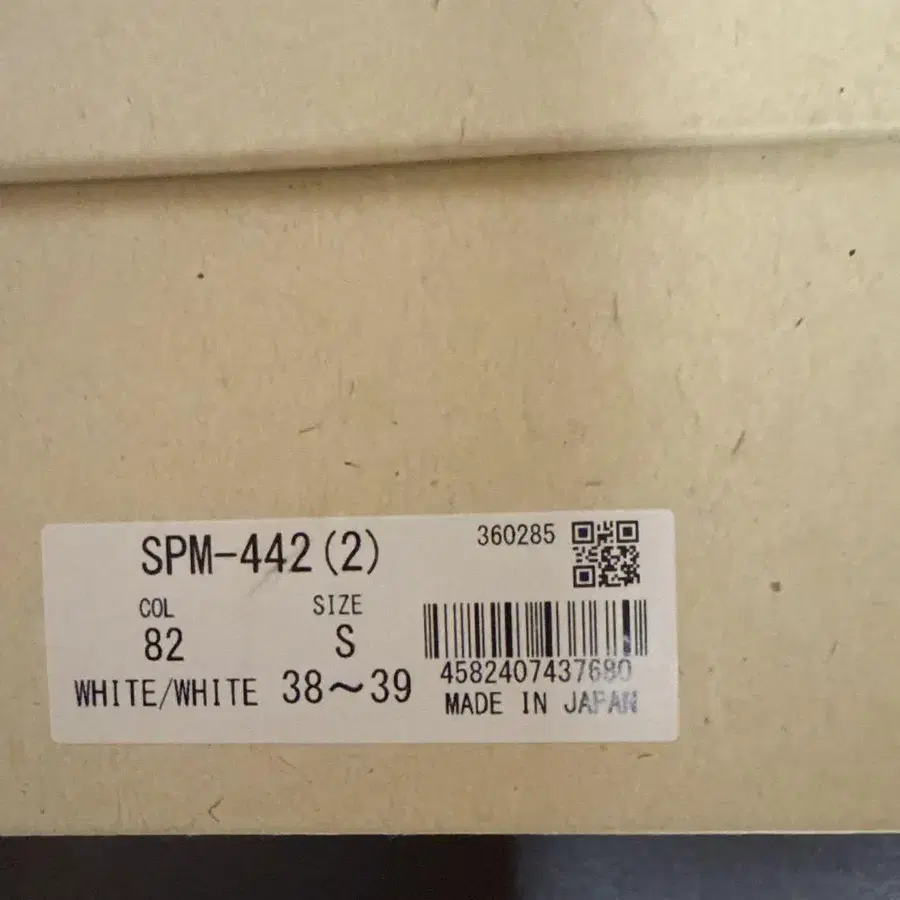 SPM-442(2)
360285
COL
SIZE
82
S
WHITE/WHITE
38～39
4582407437680
MADE IN JAPAN